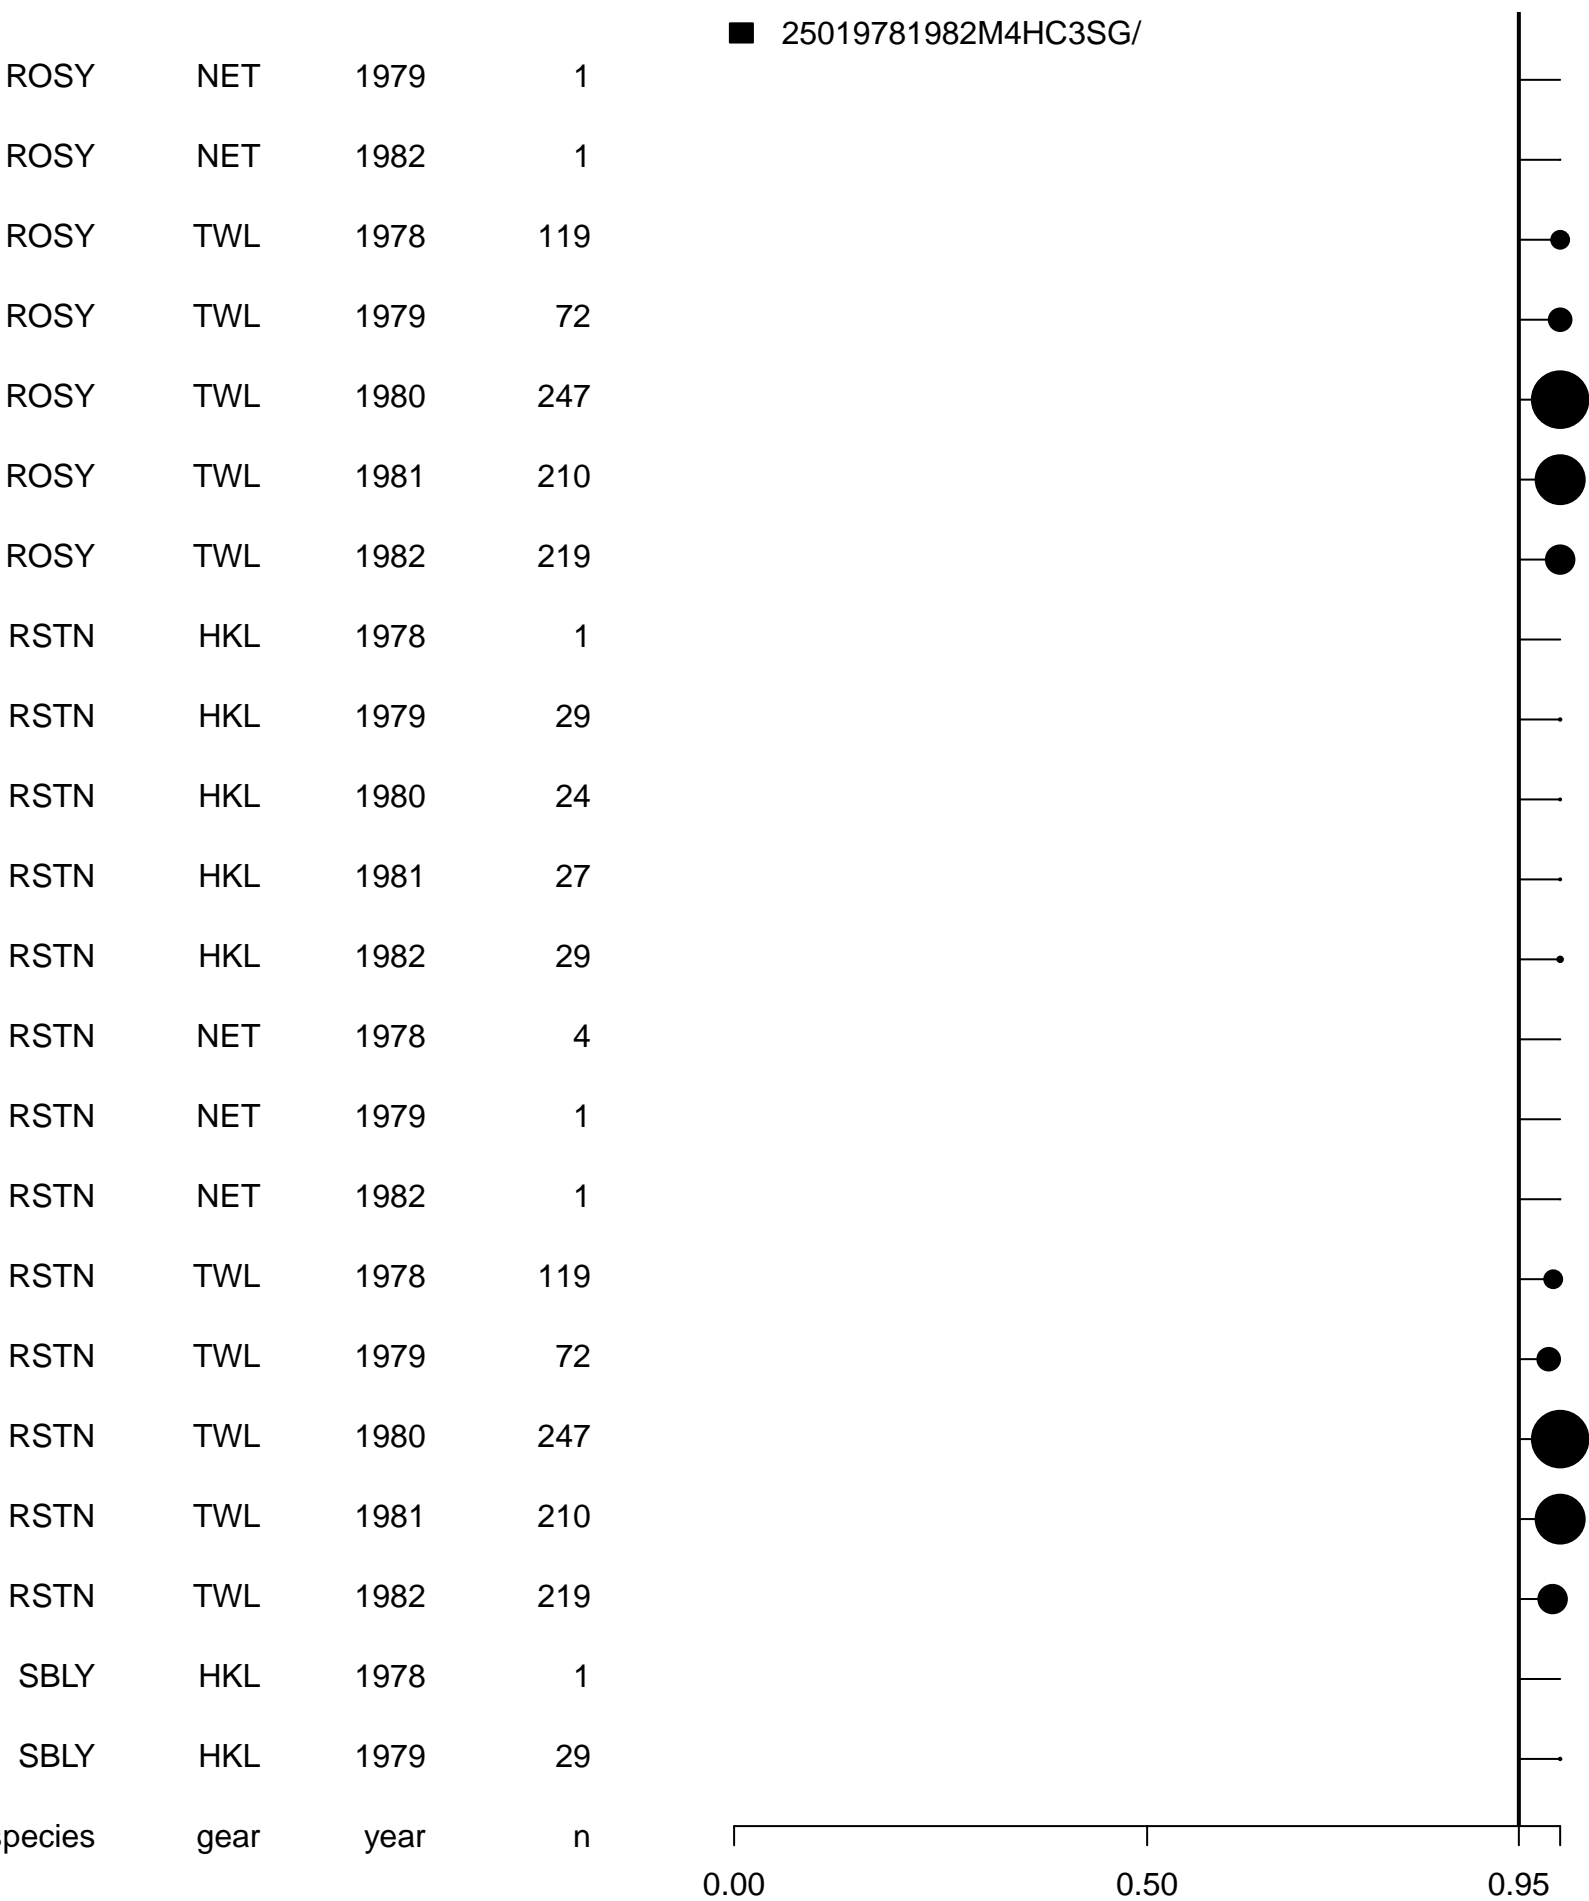 25019781982M4HC3SG/
ROSY NET 1979 1
ROSY NET 1982 1
ROSY TWL 1978 119
ROSY TWL 1979 72
ROSY TWL 1980 247
ROSY TWL 1981 210
ROSY TWL 1982 219
RSTN HKL 1978 1
RSTN HKL 1979 29
RSTN HKL 1980 24
RSTN HKL 1981 27
RSTN HKL 1982 29
RSTN NET 1978 4
RSTN NET 1979 1
RSTN NET 1982 1
RSTN TWL 1978 119
RSTN TWL 1979 72
RSTN TWL 1980 247
RSTN TWL 1981 210
RSTN TWL 1982 219
SBLY HKL 1978 1
SBLY HKL 1979 29
species gear year n
0.00 0.50 0.95